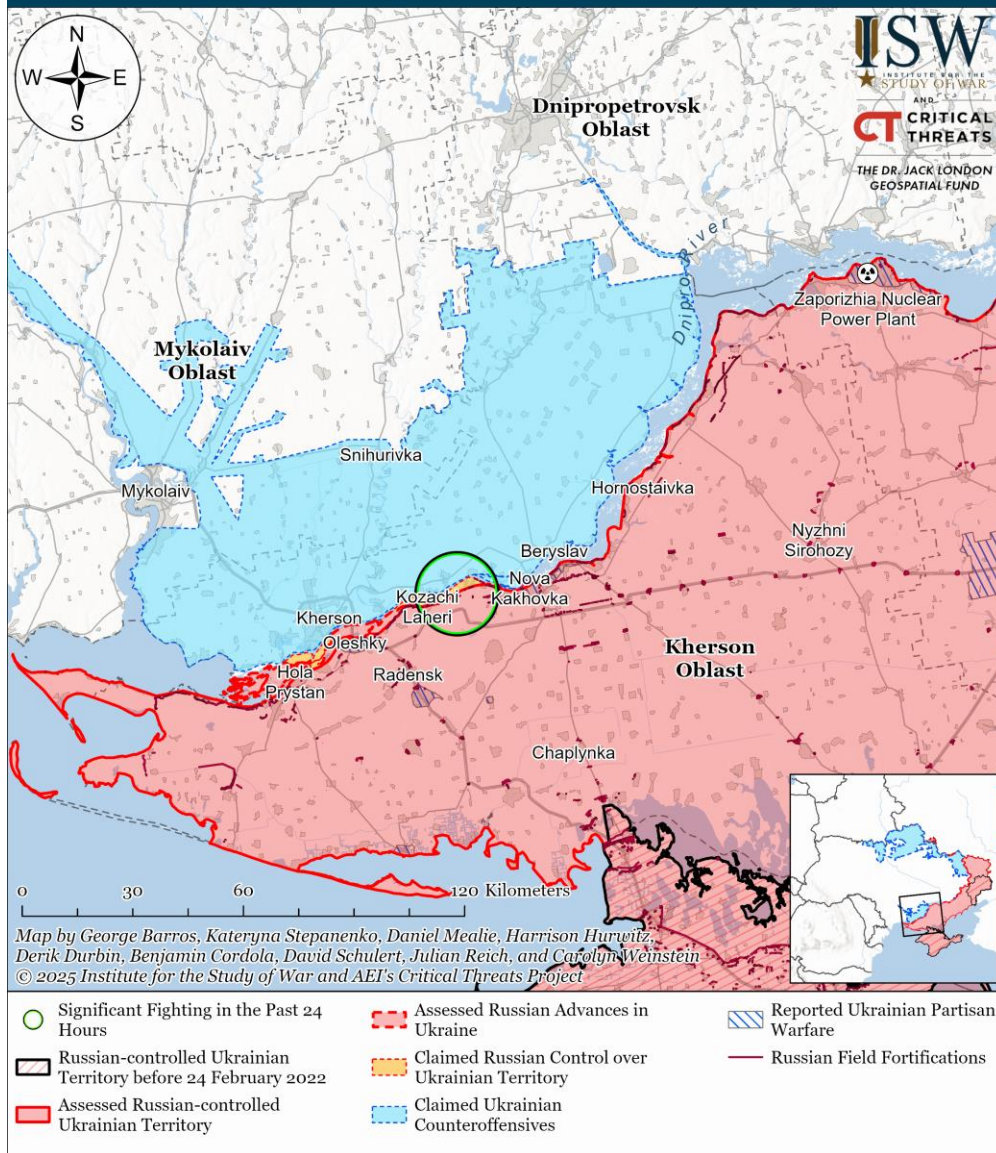 N
W
E
S
ISW
INSTITUTE FOR THE
STUDY OF WAR
AND
CT CRITICAL
THREATS
THE DR. JACK LONDON
GEOSPATIAL FUND
Dnipropetrovsk
Oblast
Dnipro River
Zaporizhia Nuclear
Power Plant
Mykolaiv
Oblast
Snihurivka
Mykolaiv
Hornostaivka
Nyzhni
Sirohozy
Beryslav
Nova
Kakhovka
Kozachi
Laheri
Kherson
Oleshky
Hola
Prystan
Radensk
Kherson
Oblast
Chaplynka
0 30 60 120 Kilometers
Map by George Barros, Kateryna Stepanenko, Daniel Mealie, Harrison Hurwitz,
Derik Durbin, Benjamin Cordola, David Schulert, Julian Reich, and Carolyn Weinstein
© 2025 Institute for the Study of War and AEI's Critical Threats Project
Significant Fighting in the Past 24
Hours
Russian-controlled Ukrainian
Territory before 24 February 2022
Assessed Russian-controlled
Ukrainian Territory
Assessed Russian Advances in
Ukraine
Claimed Russian Control over
Ukrainian Territory
Claimed Ukrainian
Counteroffensives
Reported Ukrainian Partisan
Warfare
Russian Field Fortifications